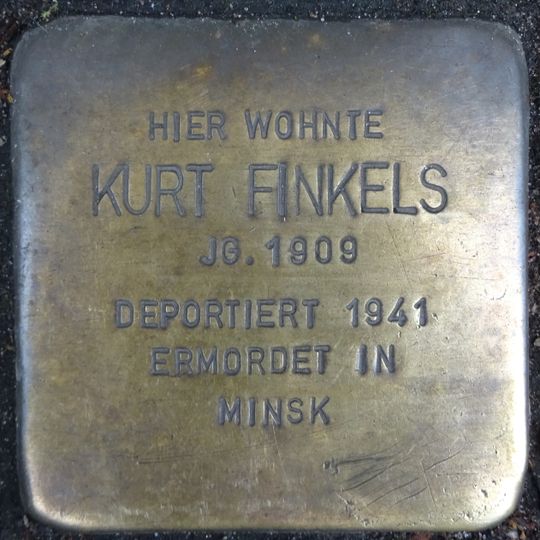 HIER WOHNTE
KURT FINKELS
JG. 1909
DEPORTIERT 1941
ERMORDET IN
MINSK